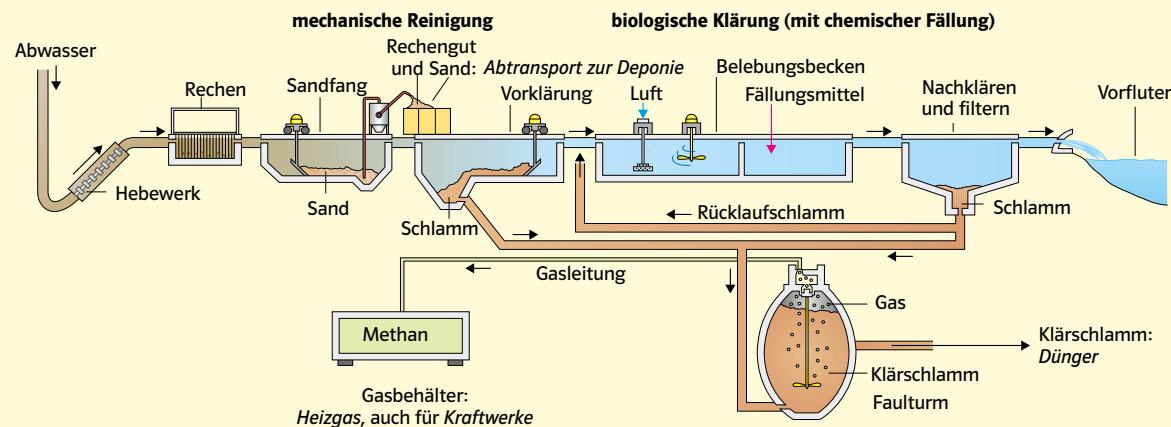 mechanische Reinigung
biologische Klärung (mit chemischer Fällung)
Abwasser
Rechen
Hebewerk
Sandfang
Sand
Rechengut
und Sand: Abtransport zur Deponie
Vorklärung
Schlamm
Luft
Belebungsbecken
Fällungsmittel
Nachklären
und filtern
Vorfluter
Schlamm
Rücklaufschlamm
Gasleitung
Methan
Gasbehälter:
Heizgas, auch für Kraftwerke
Gas
Klärschlamm
Faulturm
Klärschlamm:
Dünger